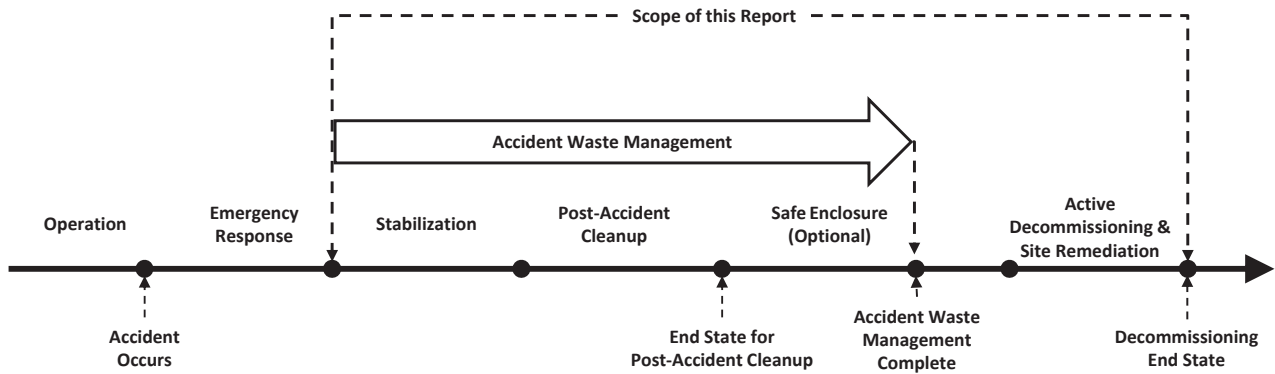 Scope of this Report
Accident Waste Management
Operation
Emergency
Response
Stabilization
Post-Accident
Cleanup
Safe Enclosure
(Optional)
Active
Decommissioning &
Site Remediation
Accident
Occurs
End State for
Post-Accident Cleanup
Accident Waste
Management
Complete
Decommissioning
End State